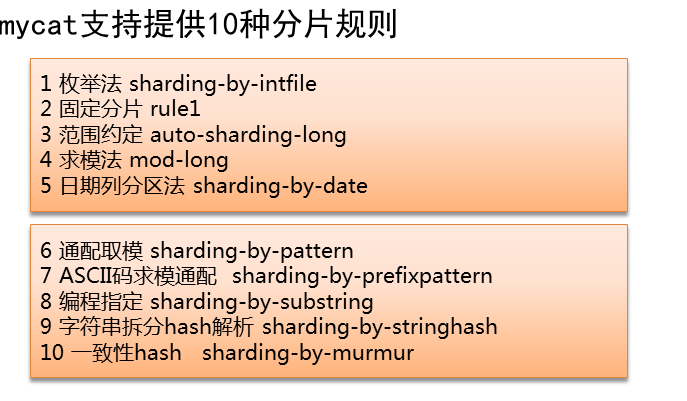 mycat支持提供10种分片规则
1 枚举法 sharding-by-intfile
2 固定分片 rule1
3 范围约定 auto-sharding-long
4 求模法 mod-long
5 日期列分区法 sharding-by-date
6 通配取模 sharding-by-pattern
7 ASCII码求模通配 sharding-by-prefixpattern
8 编程指定 sharding-by-substring
9 字符串拆分hash解析 sharding-by-stringhash
10 一致性hash sharding-by-murmur